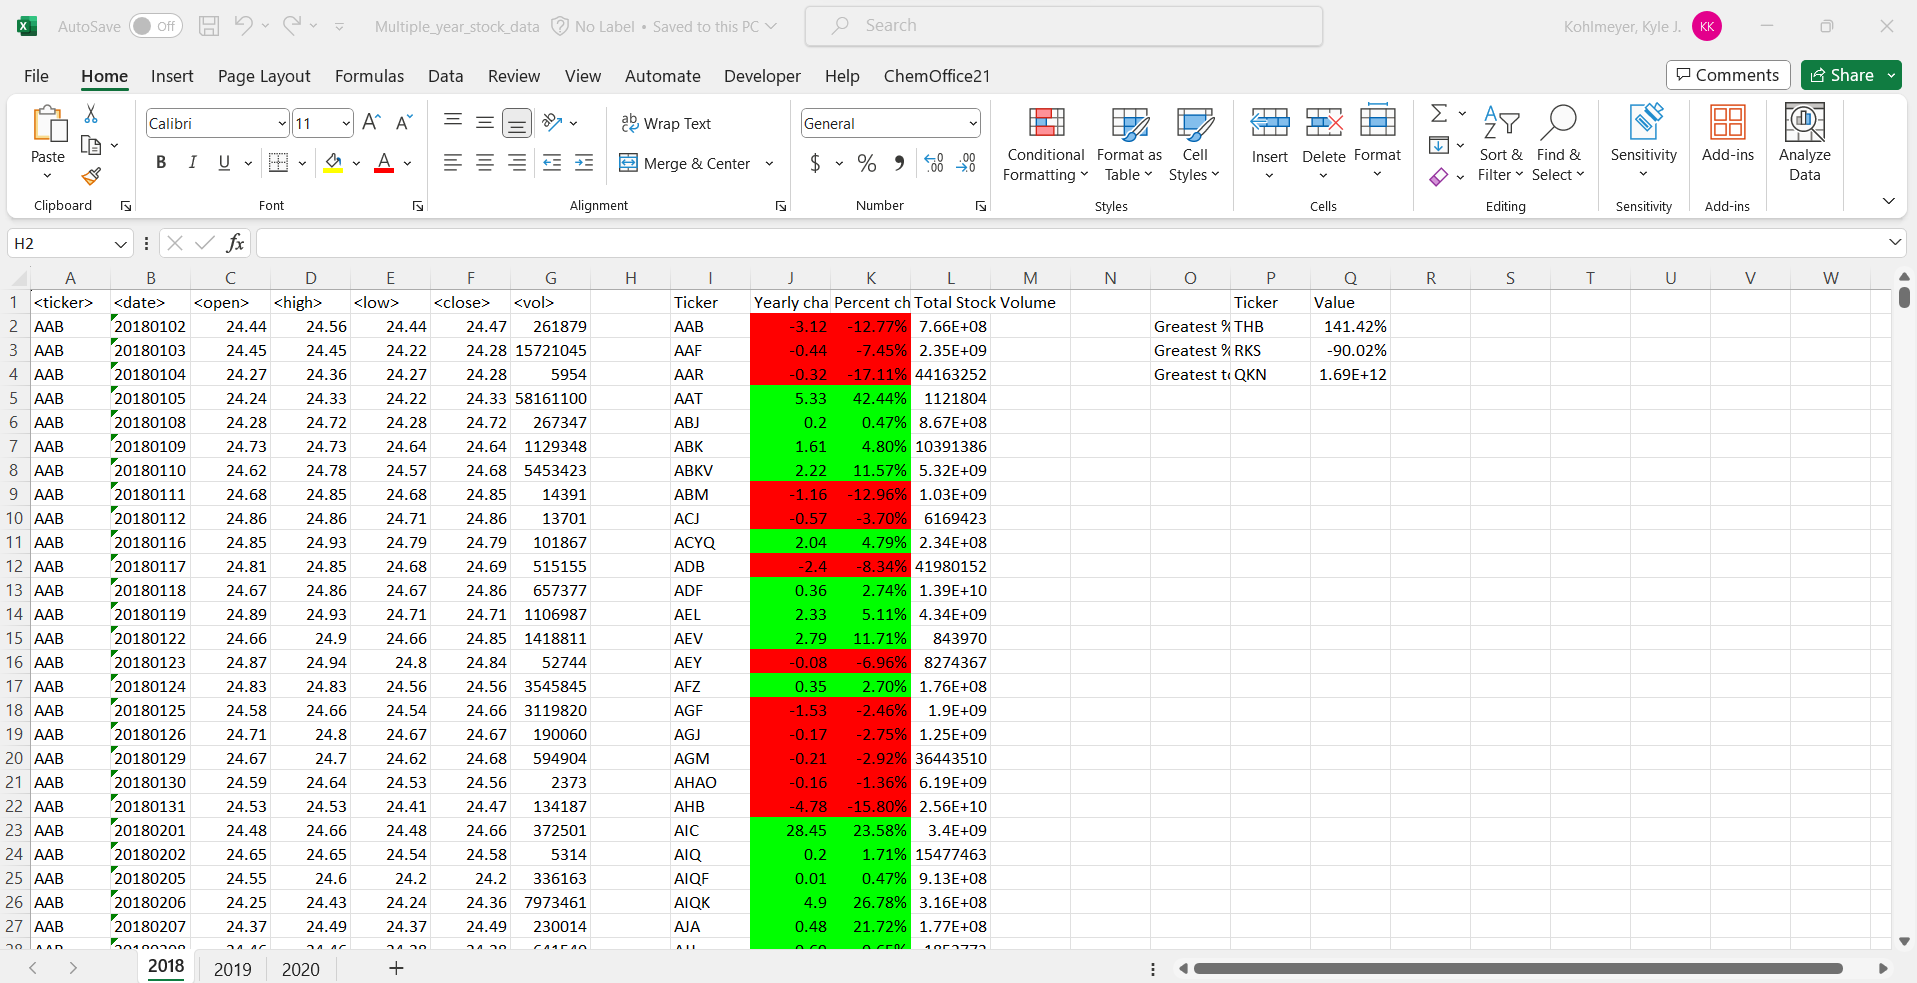 AutoSave Off Multiple_year_stock_data No Label • Saved to this PC Search Kohlmeyer, Kyle J. KK
File Home Insert Page Layout Formulas Data Review View Automate Developer Help ChemOffice21 Comments Share
Paste
Clipboard
Calibri 11
B I U
Font
Wrap Text
Merge & Center
Alignment
General
$ % 9 .00 .00
Number
Conditional Formatting
Format as Table
Cell Styles
Styles
Insert Delete Format
Cells
Sort & Filter
Find & Select
Editing
Sensitivity
Sensitivity
Add-ins
Add-ins
Analyze Data
H2 fx
A B C D E F G H I J K L M N O P Q R S T U V W
1 <ticker> <date> <open> <high> <low> <close> <vol> Ticker Yearly cha Percent ch Total Stock Volume Ticker Value
2 AAB 20180102 24.44 24.56 24.44 24.47 261879 AAB -3.12 -12.77% 7.66E+08 Greatest % THB 141.42%
3 AAB 20180103 24.45 24.45 24.22 24.28 15721045 AAF -0.44 -7.45% 2.35E+09 Greatest % RKS -90.02%
4 AAB 20180104 24.27 24.36 24.27 24.28 5954 AAR -0.32 -17.11% 44163252 Greatest to QKN 1.69E+12
5 AAB 20180105 24.24 24.33 24.22 24.33 58161100 AAT 5.33 42.44% 1121804
6 AAB 20180108 24.28 24.72 24.28 24.72 267347 ABJ 0.2 0.47% 8.67E+08
7 AAB 20180109 24.73 24.73 24.64 24.64 1129348 ABK 1.61 4.80% 10391386
8 AAB 20180110 24.62 24.78 24.57 24.68 5453423 ABKV 2.22 11.57% 5.32E+09
9 AAB 20180111 24.68 24.85 24.68 24.85 14391 ABM -1.16 -12.96% 1.03E+09
10 AAB 20180112 24.86 24.86 24.71 24.86 13701 ACJ -0.57 -3.70% 6169423
11 AAB 20180116 24.85 24.93 24.79 24.79 101867 ACYQ 2.04 4.79% 2.34E+08
12 AAB 20180117 24.81 24.85 24.68 24.69 515155 ADB -2.4 -8.34% 41980152
13 AAB 20180118 24.67 24.86 24.67 24.86 657377 ADF 0.36 2.74% 1.39E+10
14 AAB 20180119 24.89 24.93 24.71 24.71 1106987 AEL 2.33 5.11% 4.34E+09
15 AAB 20180122 24.66 24.9 24.66 24.85 1418811 AEV 2.79 11.71% 843970
16 AAB 20180123 24.87 24.94 24.8 24.84 52744 AEY -0.08 -6.96% 8274367
17 AAB 20180124 24.83 24.83 24.56 24.56 3545845 AFZ 0.35 2.70% 1.76E+08
18 AAB 20180125 24.58 24.66 24.54 24.66 3119820 AGF -1.53 -2.46% 1.9E+09
19 AAB 20180126 24.71 24.8 24.67 24.67 190060 AGJ -0.17 -2.75% 1.25E+09
20 AAB 20180129 24.67 24.7 24.62 24.68 594904 AGM -0.21 -2.92% 36443510
21 AAB 20180130 24.59 24.64 24.53 24.56 2373 AHAO -0.16 -1.36% 6.19E+09
22 AAB 20180131 24.53 24.53 24.41 24.47 134187 AHB -4.78 -15.80% 2.56E+10
23 AAB 20180201 24.48 24.66 24.48 24.66 372501 AIC 28.45 23.58% 3.4E+09
24 AAB 20180202 24.65 24.65 24.54 24.58 5314 AIQ 0.2 1.71% 15477463
25 AAB 20180205 24.55 24.6 24.2 24.2 336163 AIQF 0.01 0.47% 9.13E+08
26 AAB 20180206 24.25 24.43 24.24 24.36 7973461 AIQK 4.9 26.78% 3.16E+08
27 AAB 20180207 24.37 24.49 24.37 24.49 230014 AJA 0.48 21.72% 1.77E+08
2018 2019 2020